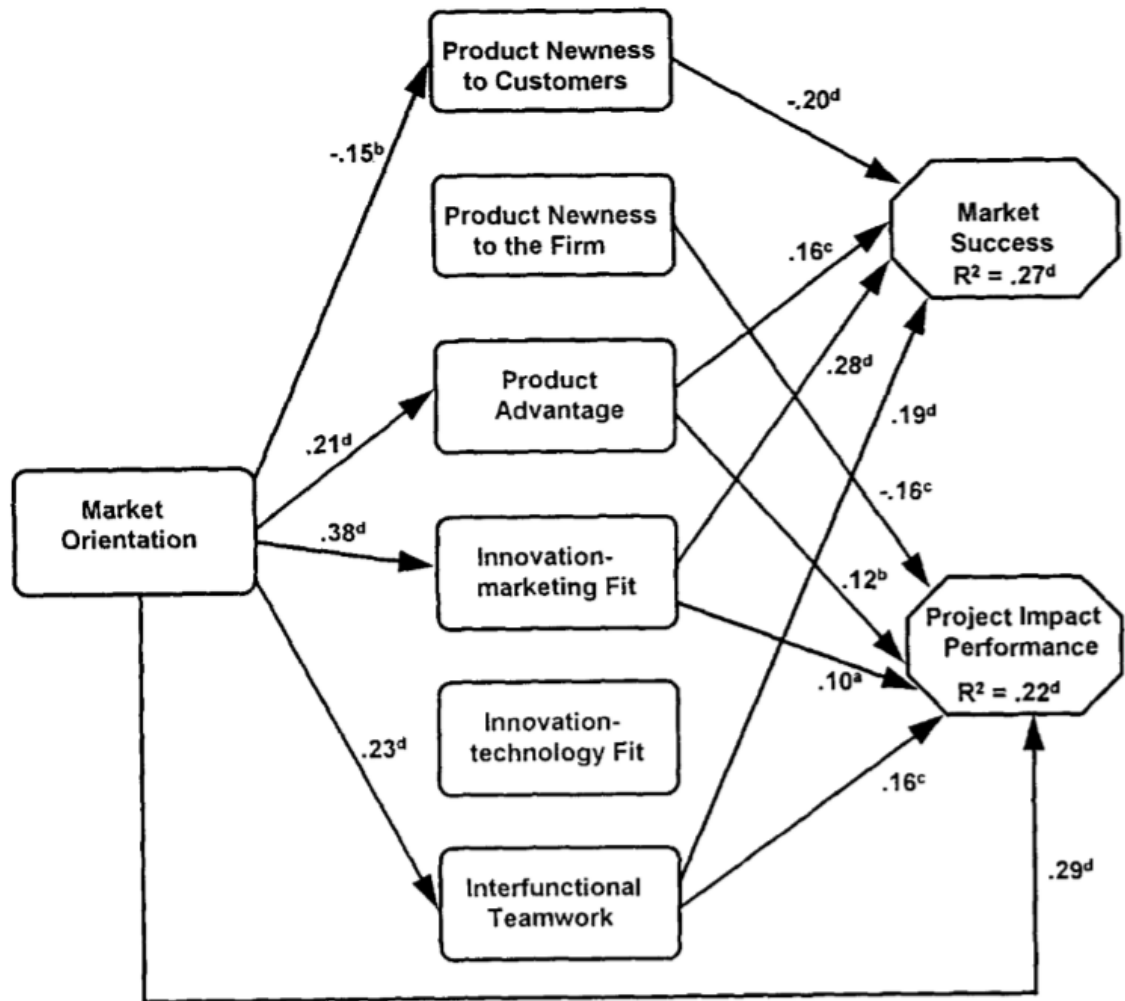 Product Newness
to Customers
-.20ᵈ
-.15ᵇ
Market
Success
R² = .27ᵈ
Product Newness
to the Firm
.16ᶜ
.28ᵈ
.19ᵈ
Product
Advantage
.21ᵈ
-.16ᶜ
Market
Orientation
.38ᵈ
Innovation-
marketing Fit
.12ᵇ
Project Impact
Performance
R² = .22ᵈ
.10ᵃ
Innovation-
technology Fit
.23ᵈ
.16ᶜ
Interfunctional
Teamwork
.29ᵈ